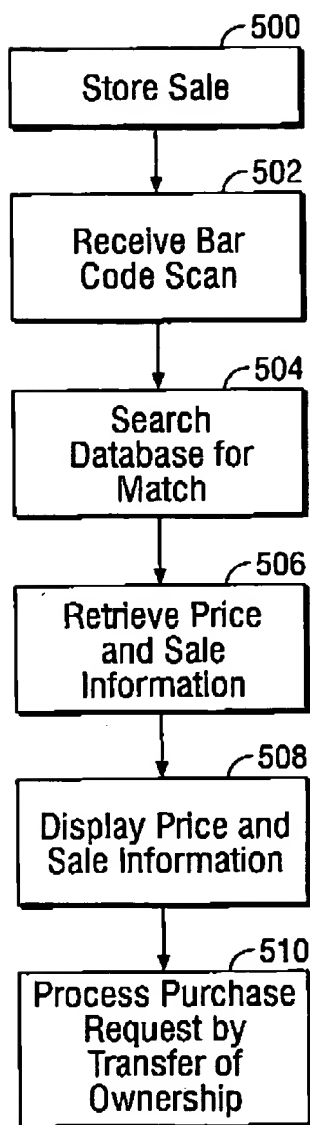 500
Store Sale
502
Receive Bar
Code Scan
504
Search
Database for
Match
506
Retrieve Price
and Sale
Information
508
Display Price and
Sale Information
510
Process Purchase
Request by
Transfer of
Ownership